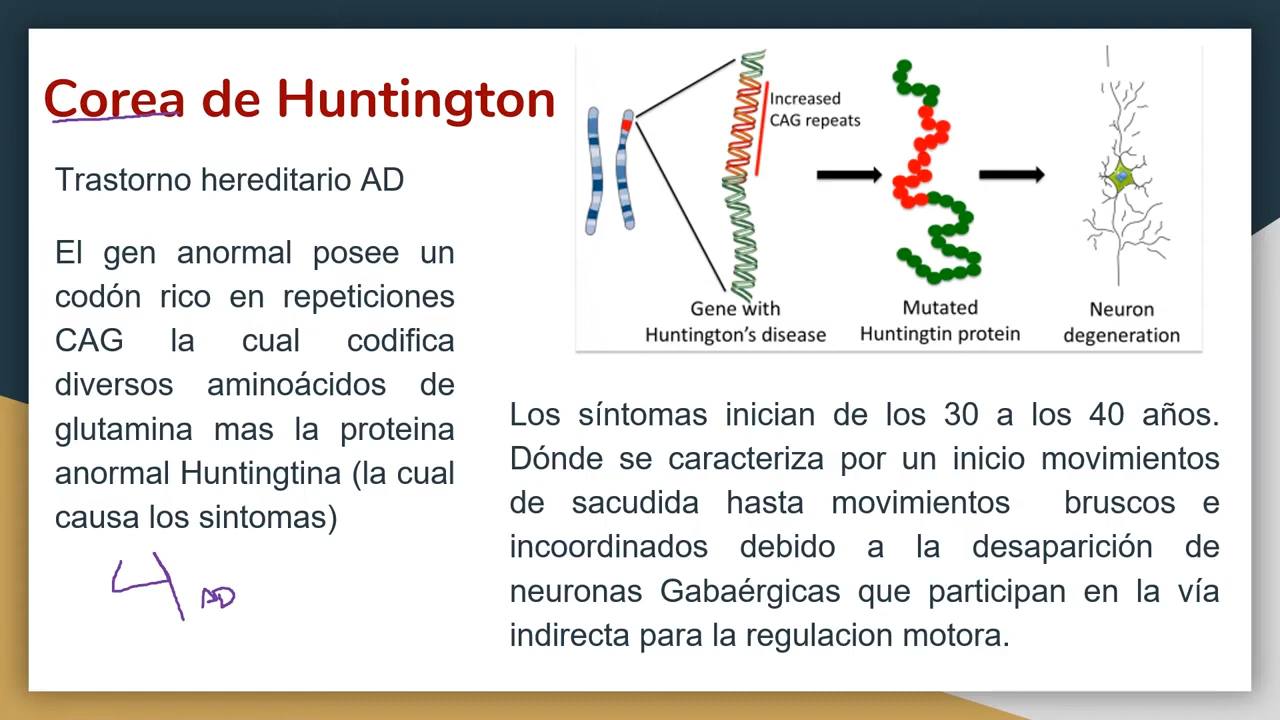 Corea de Huntington
Trastorno hereditario AD
El gen anormal posee un
codón rico en repeticiones
CAG la cual codifica
diversos aminoácidos de
glutamina mas la proteina
anormal Huntingtina (la cual
causa los sintomas)
4 AD
Increased
CAG repeats
Gene with
Huntington's disease
Mutated
Huntingtin protein
Neuron
degeneration
Los síntomas inician de los 30 a los 40 años.
Dónde se caracteriza por un inicio movimientos
de sacudida hasta movimientos bruscos e
incoordinados debido a la desaparición de
neuronas Gabaérgicas que participan en la vía
indirecta para la regulacion motora.